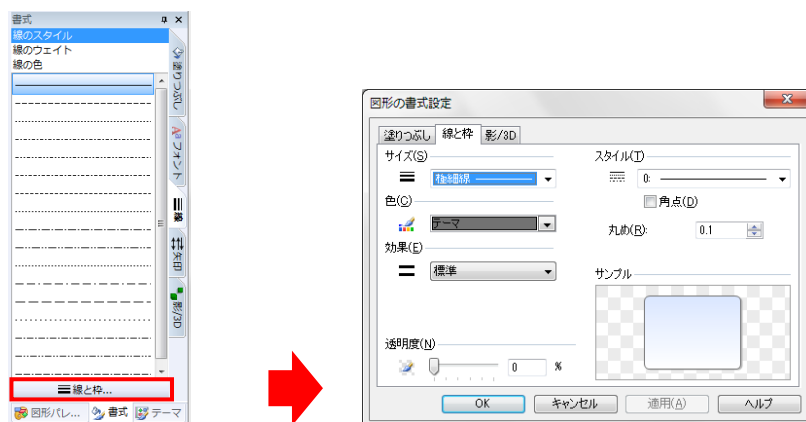 書式
線のスタイル
線のウェイト
線の色
塗りつぶし
フォント
線
矢印
影/3D
線と枠...
図形パレ...
書式
テーマ
図形の書式設定
塗りつぶし
線と枠
影/3D
サイズ(S)
極細線
色(C)
テーマ
効果(E)
標準
透明度(N)
0 %
スタイル(T)
0:
角点(D)
丸め(R): 0.1
サンプル
OK
キャンセル
適用(A)
ヘルプ